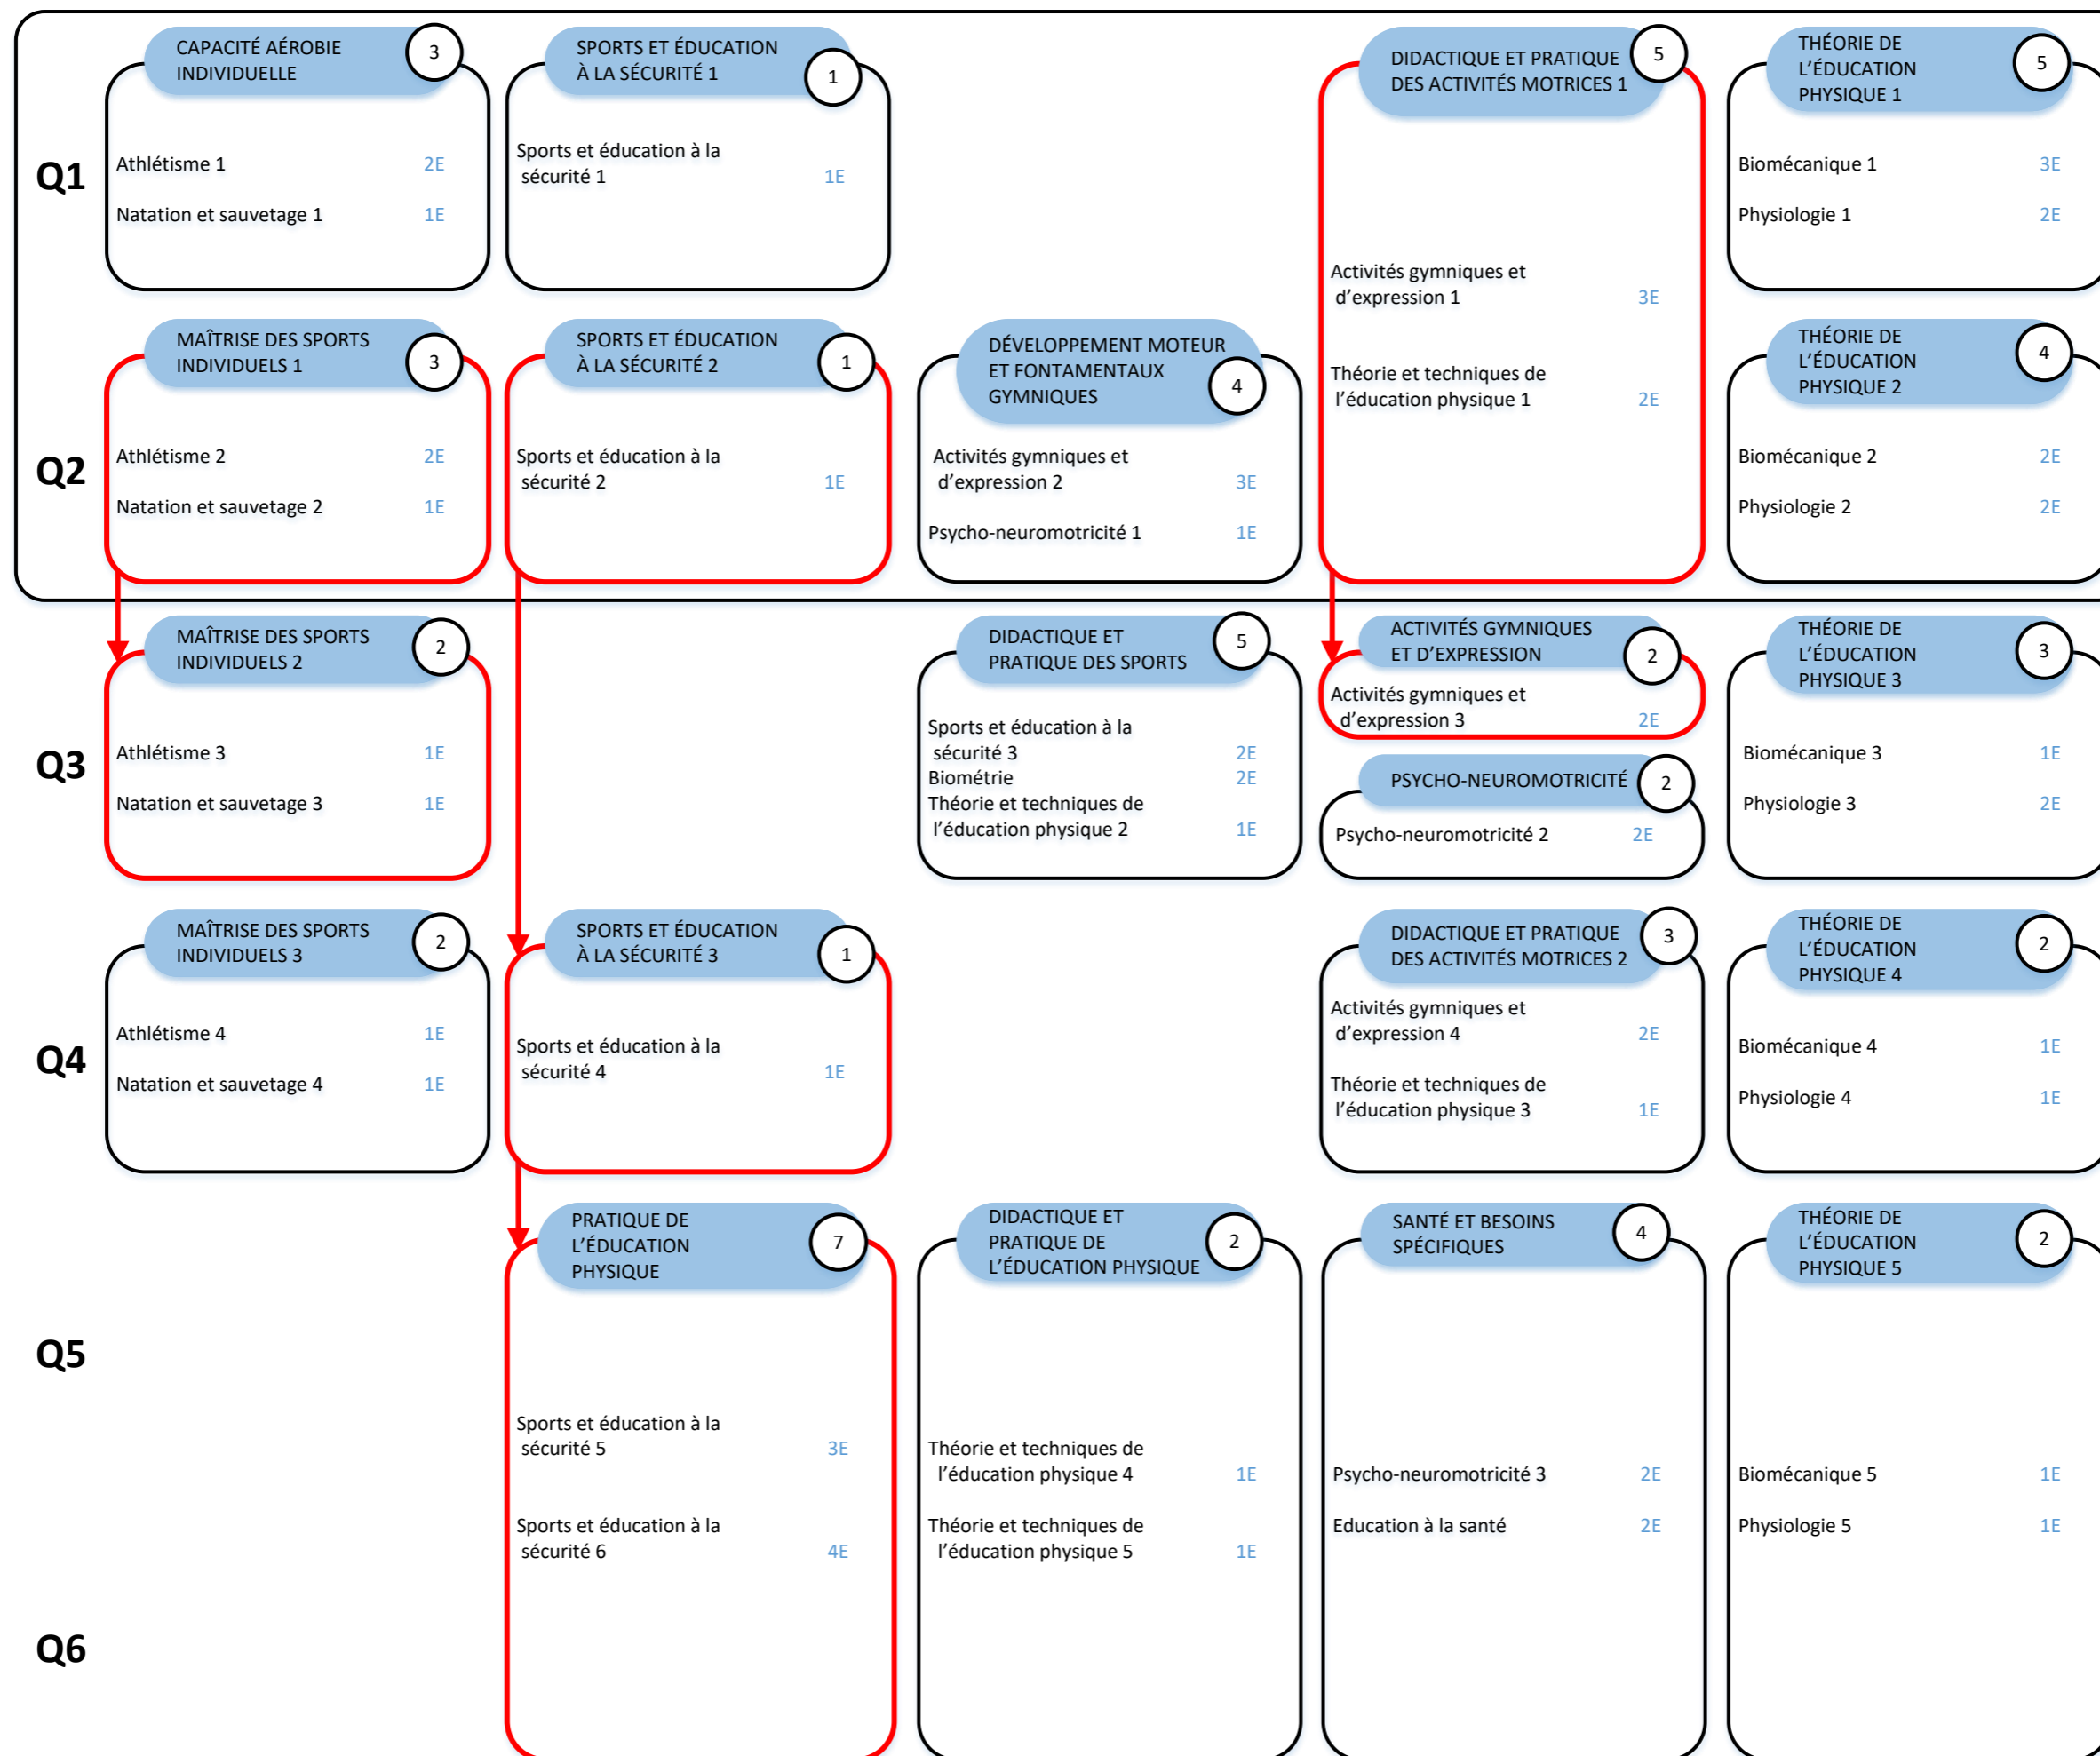 Q1
CAPACITÉ AÉROBIE
INDIVIDUELLE
3
Athlétisme 1 2E
Natation et sauvetage 1 1E
SPORTS ET ÉDUCATION
À LA SÉCURITÉ 1
1
Sports et éducation à la
sécurité 1 1E
DIDACTIQUE ET PRATIQUE
DES ACTIVITÉS MOTRICES 1
5
Activités gymniques et
d'expression 1 3E
Théorie et techniques de
l'éducation physique 1 2E
THÉORIE DE
L'ÉDUCATION
PHYSIQUE 1
5
Biomécanique 1 3E
Physiologie 1 2E
Q2
MAÎTRISE DES SPORTS
INDIVIDUELS 1
3
Athlétisme 2 2E
Natation et sauvetage 2 1E
SPORTS ET ÉDUCATION
À LA SÉCURITÉ 2
1
Sports et éducation à la
sécurité 2 1E
DÉVELOPPEMENT MOTEUR
ET FONTAMENTAUX
GYMNIQUES
4
Activités gymniques et
d'expression 2 3E
Psycho-neuromotricité 1 1E
THÉORIE DE
L'ÉDUCATION
PHYSIQUE 2
4
Biomécanique 2 2E
Physiologie 2 2E
Q3
MAÎTRISE DES SPORTS
INDIVIDUELS 2
2
Athlétisme 3 1E
Natation et sauvetage 3 1E
DIDACTIQUE ET
PRATIQUE DES SPORTS
5
Sports et éducation à la
sécurité 3 2E
Biométrie 2E
Théorie et techniques de
l'éducation physique 2 1E
ACTIVITÉS GYMNIQUES
ET D'EXPRESSION
2
Activités gymniques et
d'expression 3 2E
PSYCHO-NEUROMOTRICITÉ
2
Psycho-neuromotricité 2 2E
THÉORIE DE
L'ÉDUCATION
PHYSIQUE 3
3
Biomécanique 3 1E
Physiologie 3 2E
Q4
MAÎTRISE DES SPORTS
INDIVIDUELS 3
2
Athlétisme 4 1E
Natation et sauvetage 4 1E
SPORTS ET ÉDUCATION
À LA SÉCURITÉ 3
1
Sports et éducation à la
sécurité 4 1E
DIDACTIQUE ET PRATIQUE
DES ACTIVITÉS MOTRICES 2
3
Activités gymniques et
d'expression 4 2E
Théorie et techniques de
l'éducation physique 3 1E
THÉORIE DE
L'ÉDUCATION
PHYSIQUE 4
2
Biomécanique 4 1E
Physiologie 4 1E
Q5
PRATIQUE DE
L'ÉDUCATION
PHYSIQUE
7
Sports et éducation à la
sécurité 5 3E
Sports et éducation à la
sécurité 6 4E
DIDACTIQUE ET
PRATIQUE DE
L'ÉDUCATION PHYSIQUE
2
Théorie et techniques de
l'éducation physique 4 1E
Théorie et techniques de
l'éducation physique 5 1E
SANTÉ ET BESOINS
SPÉCIFIQUES
4
Psycho-neuromotricité 3 2E
Education à la santé 2E
THÉORIE DE
L'ÉDUCATION
PHYSIQUE 5
2
Biomécanique 5 1E
Physiologie 5 1E
Q6